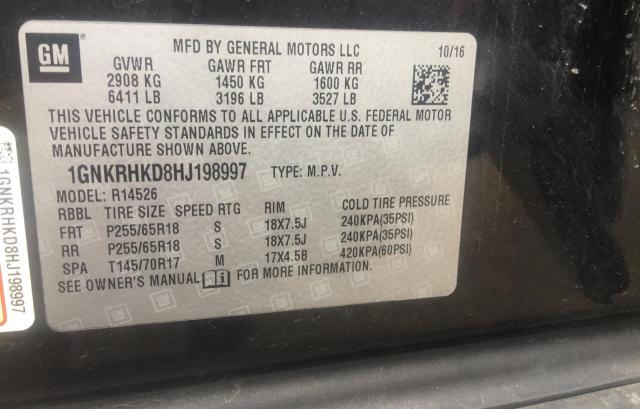 GM
MFD BY GENERAL MOTORS LLC 10/16
GVWR GAWR FRT GAWR RR
2908 KG 1450 KG 1600 KG
6411 LB 3196 LB 3527 LB
THIS VEHICLE CONFORMS TO ALL APPLICABLE U.S. FEDERAL MOTOR
VEHICLE SAFETY STANDARDS IN EFFECT ON THE DATE OF
MANUFACTURE SHOWN ABOVE.
1GNKRHKD8HJ198997 TYPE: M.P.V.
MODEL: R14526
RBBL TIRE SIZE SPEED RTG RIM COLD TIRE PRESSURE
FRT P255/65R18 S 18X7.5J 240KPA(35PSI)
RR P255/65R18 S 18X7.5J 240KPA(35PSI)
SPA T145/70R17 M 17X4.5B 420KPA(60PSI)
SEE OWNER'S MANUAL FOR MORE INFORMATION.
1GNKRHKD8HJ198997